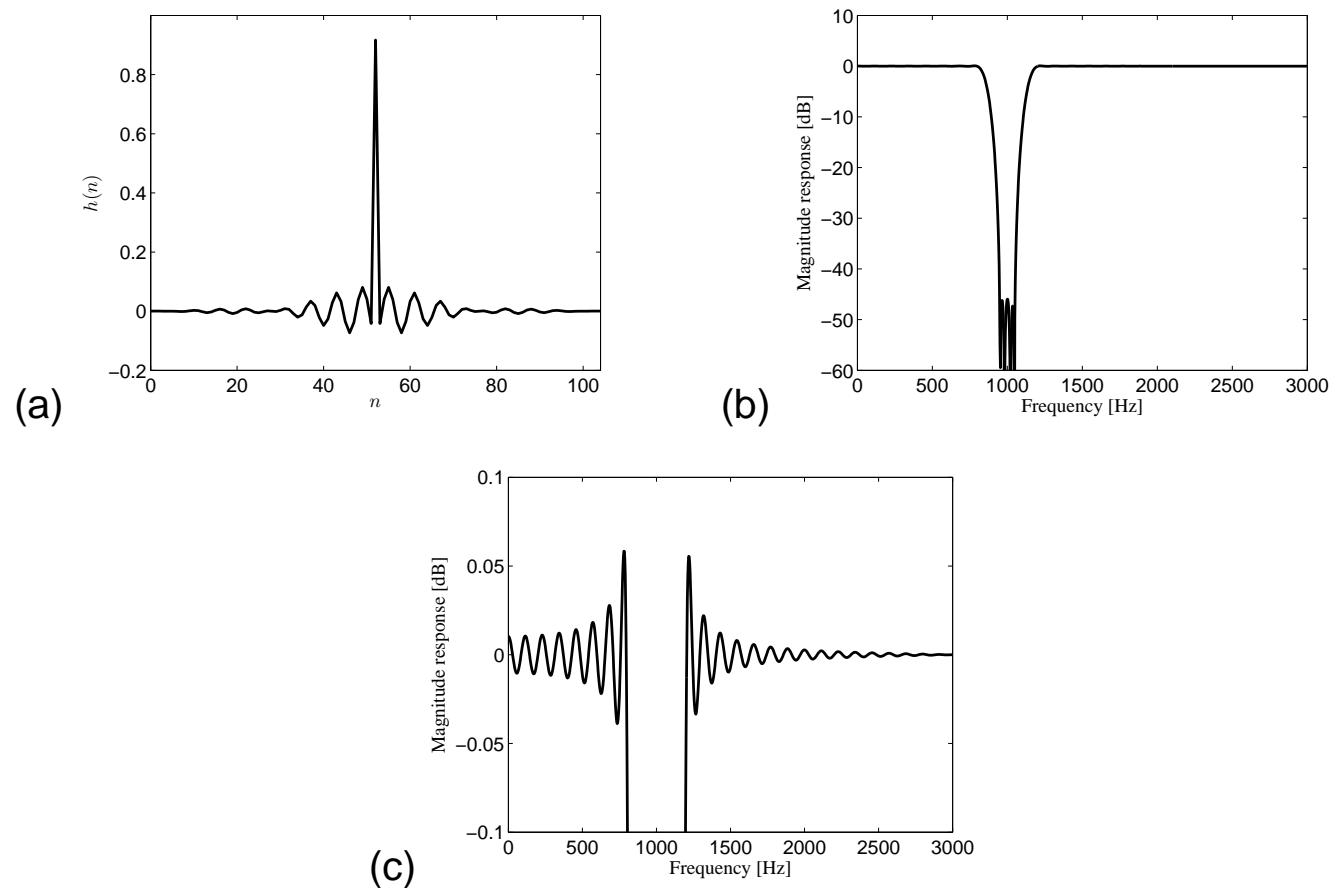 0.8
0.6
0.4
0.2
0
−0.2
h(n)
0 20 40 60 80 100
n
(a)
10
0
−10
−20
−30
−40
−50
−60
Magnitude response [dB]
0 500 1000 1500 2000 2500 3000
Frequency [Hz]
(b)
0.1
0.05
0
−0.05
−0.1
Magnitude response [dB]
0 500 1000 1500 2000 2500 3000
Frequency [Hz]
(c)